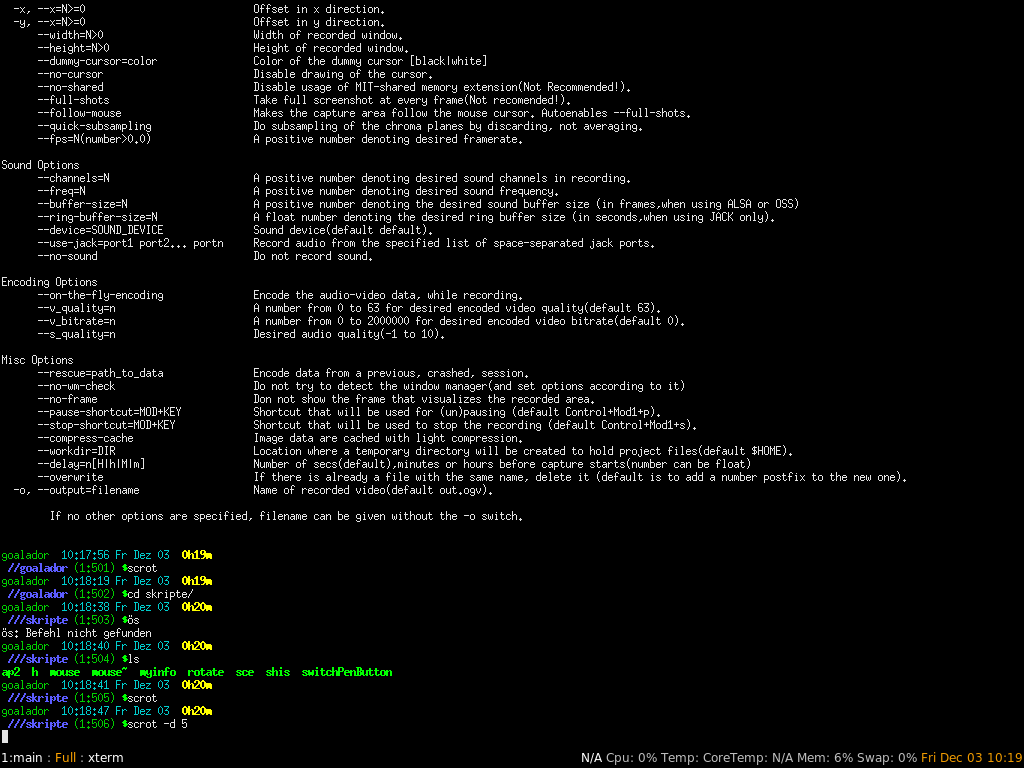 -x, --x=N>=0 Offset in x direction.
-y, --x=N>=0 Offset in y direction.
--width=N>0 Width of recorded window.
--height=N>0 Height of recorded window.
--dummy-cursor=color Color of the dummy cursor [black|white]
--no-cursor Disable drawing of the cursor.
--no-shared Disable usage of MIT-shared memory extension(Not Recommended!).
--full-shots Take full screenshot at every frame(Not recomended!).
--follow-mouse Makes the capture area follow the mouse cursor. Autoenables --full-shots.
--quick-subsampling Do subsampling of the chroma planes by discarding, not averaging.
--fps=N(number>0.0) A positive number denoting desired framerate.
Sound Options
--channels=N A positive number denoting desired sound channels in recording.
--freq=N A positive number denoting desired sound frequency.
--buffer-size=N A positive number denoting the desired sound buffer size (in frames,when using ALSA or OSS)
--ring-buffer-size=N A float number denoting the desired ring buffer size (in seconds,when using JACK only).
--device=SOUND_DEVICE Sound device(default default).
--use-jack=port1 port2... portn Record audio from the specified list of space-separated jack ports.
--no-sound Do not record sound.
Encoding Options
--on-the-fly-encoding Encode the audio-video data, while recording.
--v_quality=n A number from 0 to 63 for desired encoded video quality(default 63).
--v_bitrate=n A number from 0 to 2000000 for desired encoded video bitrate(default 0).
--s_quality=n Desired audio quality(-1 to 10).
Misc Options
--rescue=path_to_data Encode data from a previous, crashed, session.
--no-wm-check Do not try to detect the window manager(and set options according to it)
--no-frame Don not show the frame that visualizes the recorded area.
--pause-shortcut=MOD+KEY Shortcut that will be used for (un)pausing (default Control+Mod1+p).
--stop-shortcut=MOD+KEY Shortcut that will be used to stop the recording (default Control+Mod1+s).
--compress-cache Image data are cached with light compression.
--workdir=DIR Location where a temporary directory will be created to hold project files(default $HOME).
--delay=n[H|h|M|m] Number of secs(default),minutes or hours before capture starts(number can be float)
--overwrite If there is already a file with the same name, delete it (default is to add a number postfix to the new one).
-o, --output=filename Name of recorded video(default out.ogv).
If no other options are specified, filename can be given without the -o switch.
goalador 10:17:56 Fr Dez 03 0h19m
//goalador (1:501) $scrot
goalador 10:18:19 Fr Dez 03 0h19m
//goalador (1:502) $cd skripte/
goalador 10:18:38 Fr Dez 03 0h20m
///skripte (1:503) $ös
ös: Befehl nicht gefunden
goalador 10:18:40 Fr Dez 03 0h20m
///skripte (1:504) $ls
ap2 h mouse mouse~ myinfo rotate sce shis switchPenButton
goalador 10:18:41 Fr Dez 03 0h20m
///skripte (1:505) $scrot
goalador 10:18:47 Fr Dez 03 0h20m
///skripte (1:506) $scrot -d 5
1:main : Full : xterm N/A Cpu: 0% Temp: CoreTemp: N/A Mem: 6% Swap: 0% Fri Dec 03 10:19